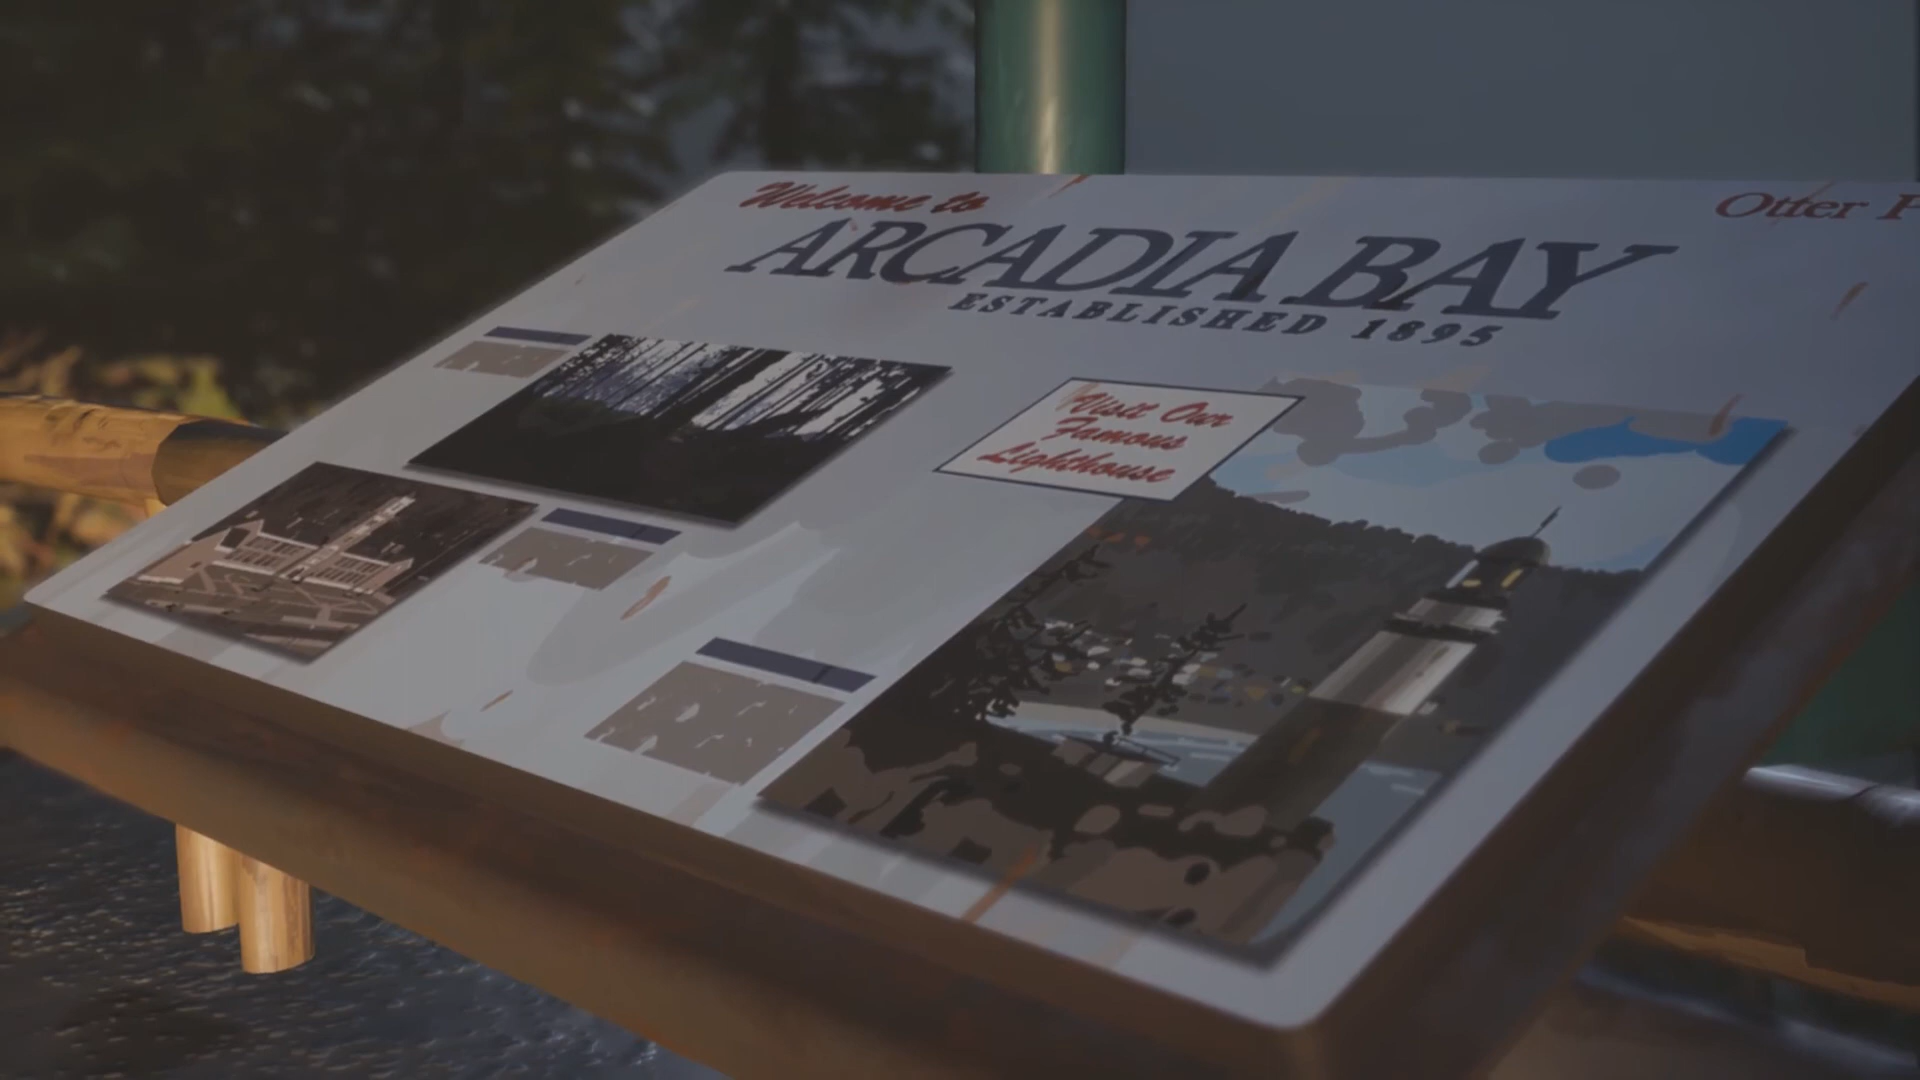 Welcome to
ARCADIA BAY
ESTABLISHED 1895
Otter
Visit Our
Famous
Lighthouse